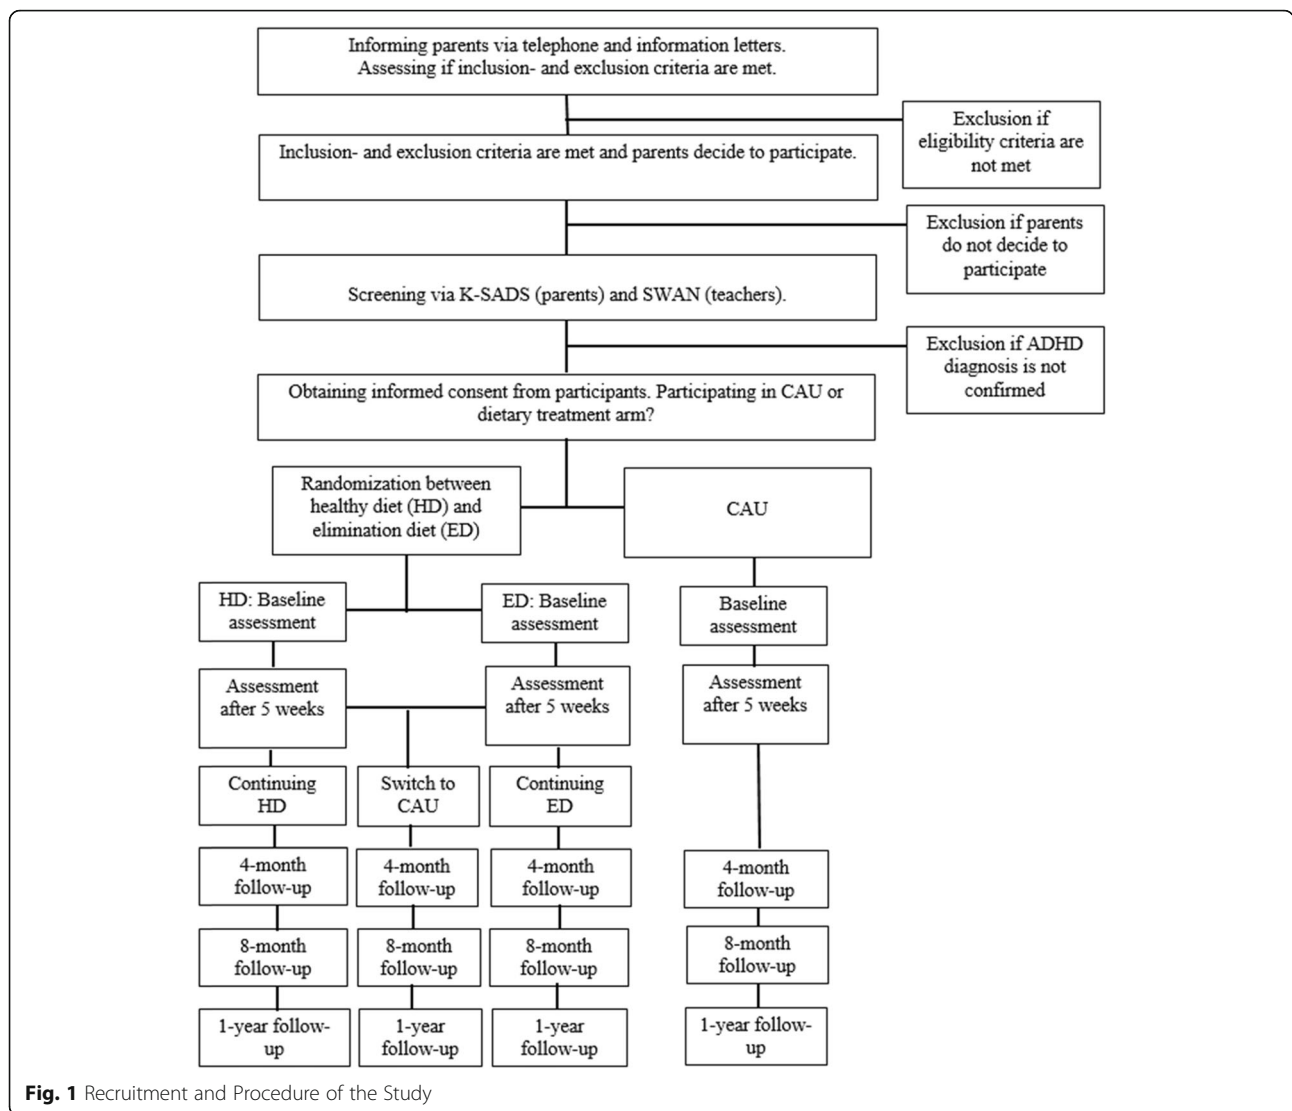 Informing parents via telephone and information letters.
Assessing if inclusion- and exclusion criteria are met.
Exclusion if
eligibility criteria are
not met
Inclusion- and exclusion criteria are met and parents decide to participate.
Exclusion if parents
do not decide to
participate
Screening via K-SADS (parents) and SWAN (teachers).
Exclusion if ADHD
diagnosis is not
confirmed
Obtaining informed consent from participants. Participating in CAU or
dietary treatment arm?
Randomization between
healthy diet (HD) and
elimination diet (ED)
CAU
HD: Baseline
assessment
ED: Baseline
assessment
Baseline
assessment
Assessment
after 5 weeks
Assessment
after 5 weeks
Assessment
after 5 weeks
Continuing
HD
Switch to
CAU
Continuing
ED
4-month
follow-up
4-month
follow-up
4-month
follow-up
4-month
follow-up
8-month
follow-up
8-month
follow-up
8-month
follow-up
8-month
follow-up
1-year follow-
up
1-year
follow-up
1-year
follow-up
1-year follow-
up
Fig. 1 Recruitment and Procedure of the Study